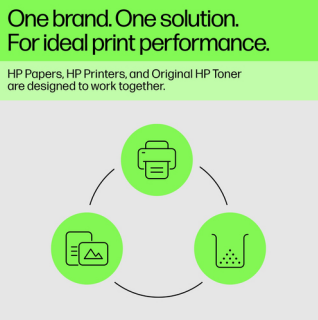 One brand. One solution.
For ideal print performance.
HP Papers, HP Printers, and Original HP Toner
are designed to work together.